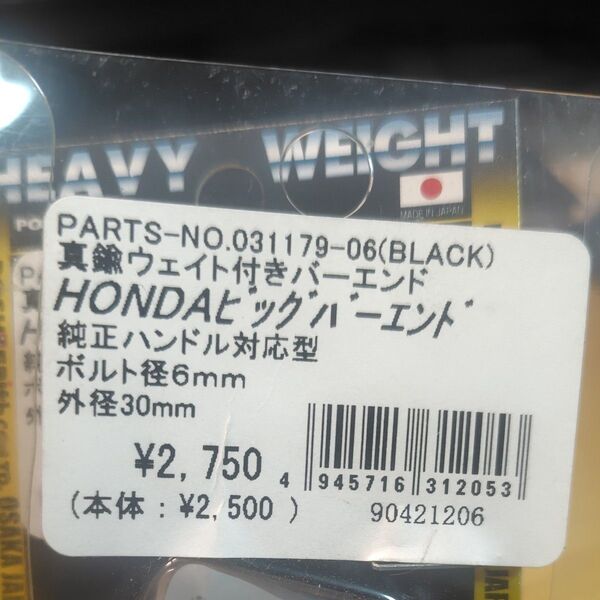 HEAVY WEIGHT
MADE IN JAPAN
PARTS-NO.031179-06(BLACK)
真鍮ウェイト付きバーエンド
HONDAビッグバーエンド
純正ハンドル対応型
ボルト径6mm
外径30mm
¥2,750
(本体：¥2,500 )
4 945716 312053
90421206